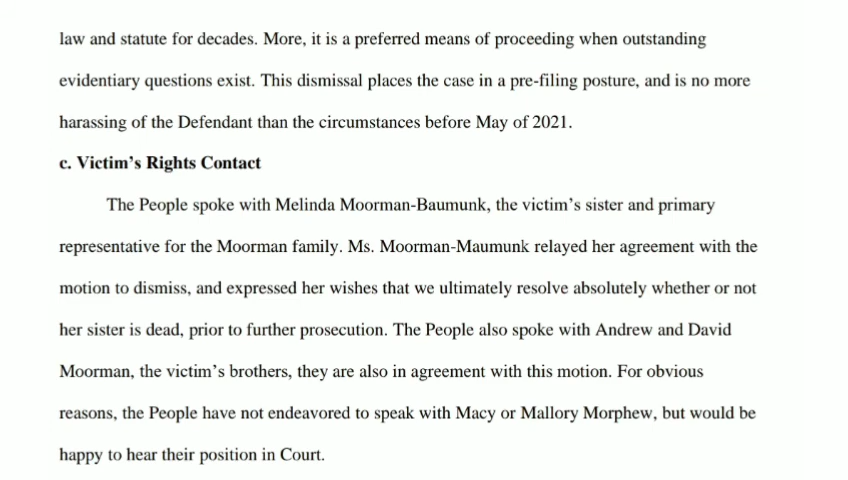 law and statute for decades. More, it is a preferred means of proceeding when outstanding
evidentiary questions exist. This dismissal places the case in a pre-filing posture, and is no more
harassing of the Defendant than the circumstances before May of 2021.
c. Victim’s Rights Contact
The People spoke with Melinda Moorman-Baumunk, the victim’s sister and primary
representative for the Moorman family. Ms. Moorman-Maumunk relayed her agreement with the
motion to dismiss, and expressed her wishes that we ultimately resolve absolutely whether or not
her sister is dead, prior to further prosecution. The People also spoke with Andrew and David
Moorman, the victim’s brothers, they are also in agreement with this motion. For obvious
reasons, the People have not endeavored to speak with Macy or Mallory Morphew, but would be
happy to hear their position in Court.